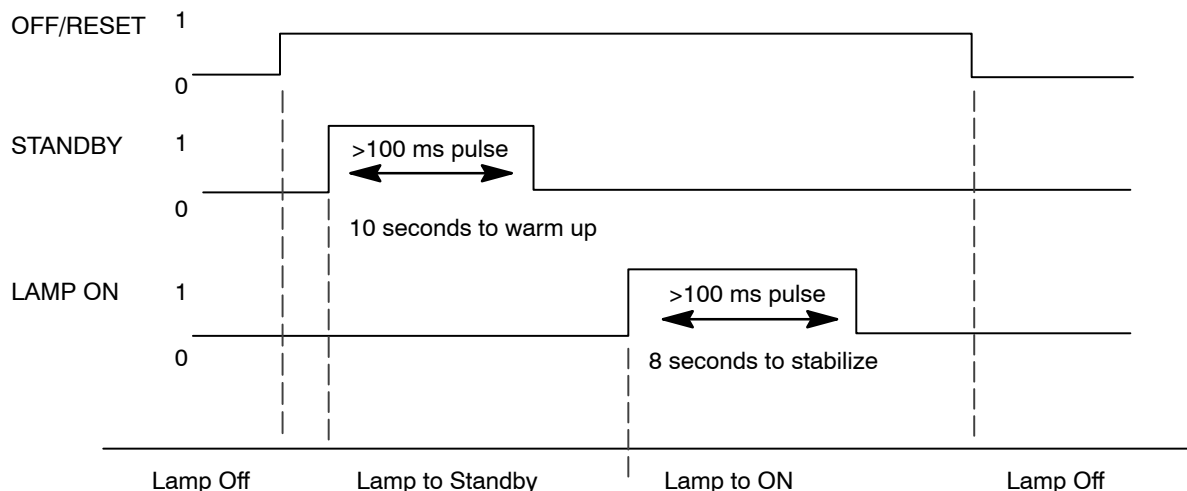 OFF/RESET 1
0
STANDBY 1
>100 ms pulse
0
10 seconds to warm up
LAMP ON 1
>100 ms pulse
0
8 seconds to stabilize
Lamp Off Lamp to Standby Lamp to ON Lamp Off